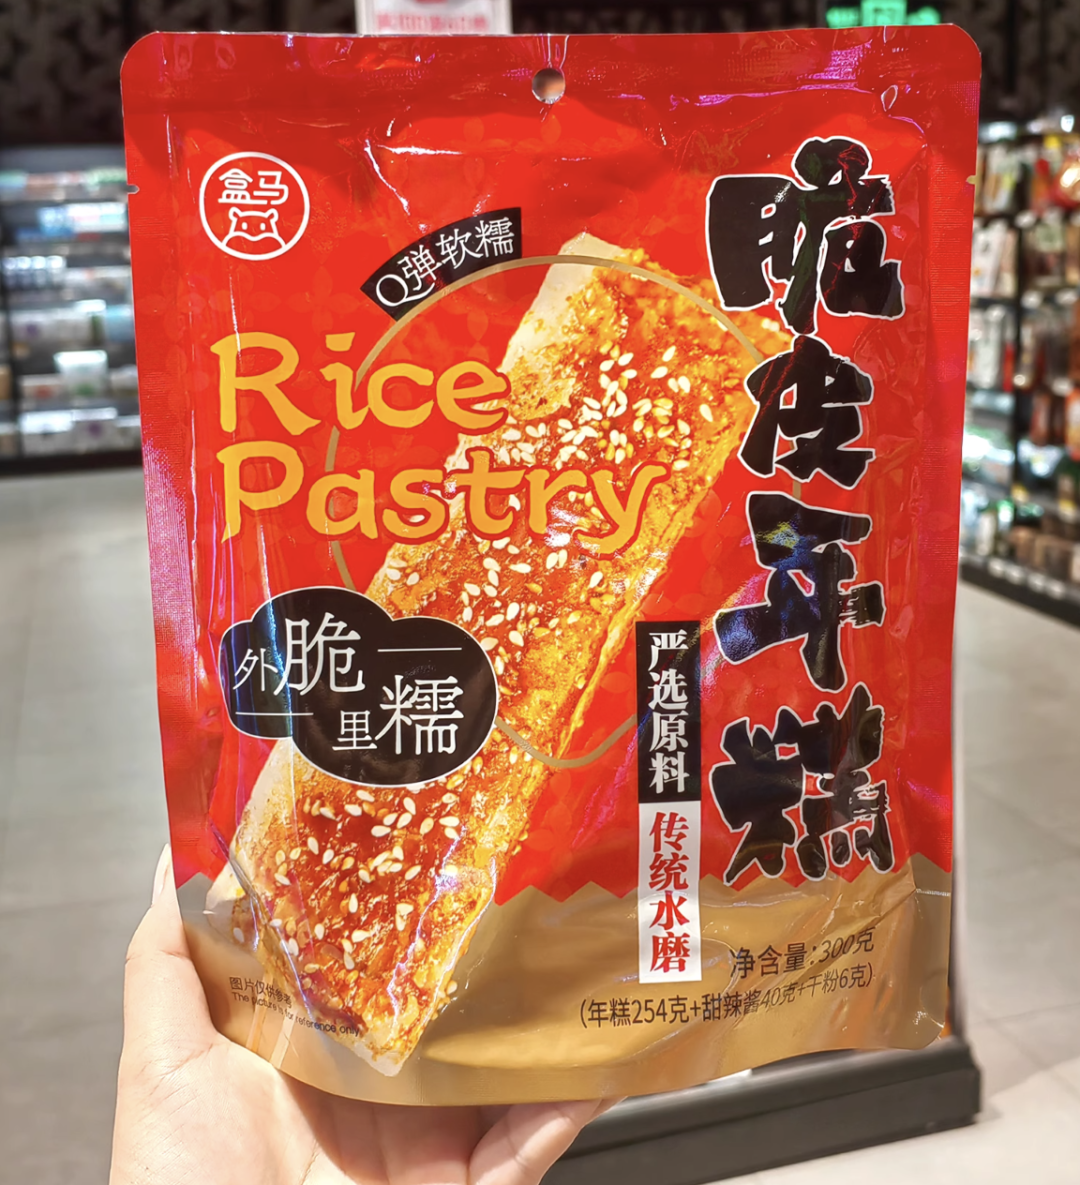 盒马
Q弹软糯
Rice
Pastry
脆皮年糕
外脆
里糯
严选原料
传统水磨
净含量:300克
(年糕254克+甜辣酱40克+干粉6克)
图片仅供参考
The picture is for reference only